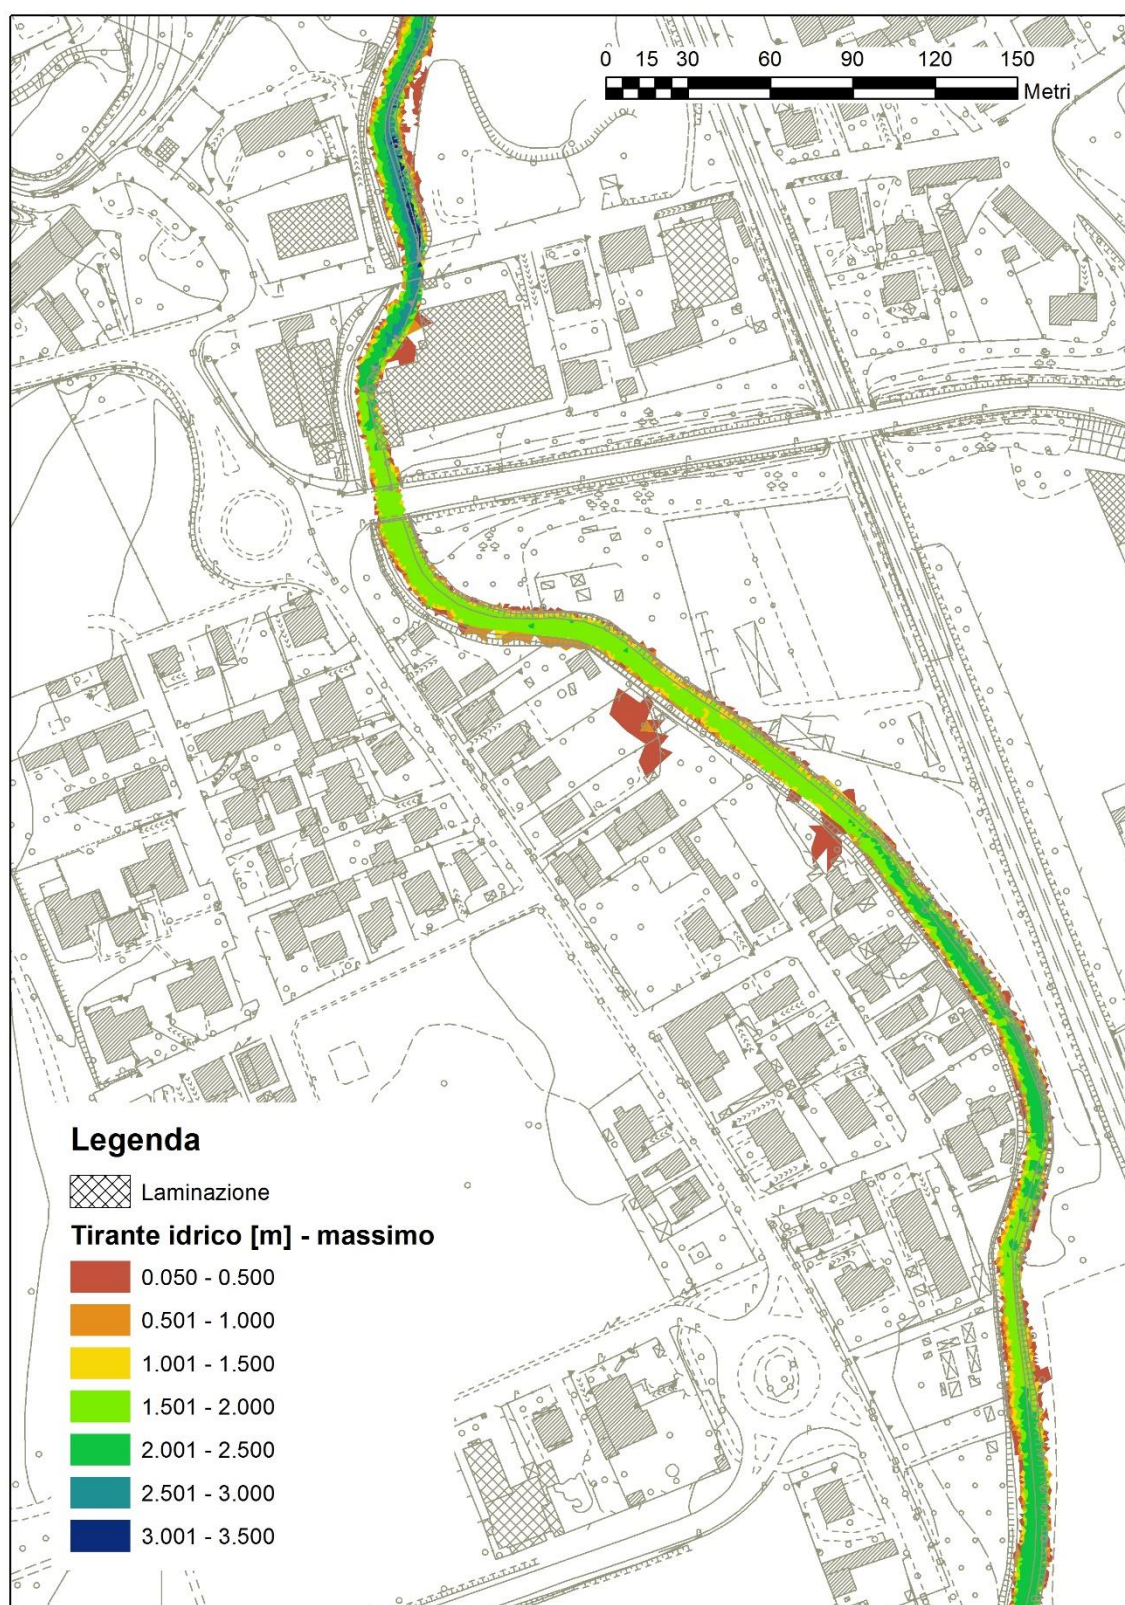 0 15 30 60 90 120 150
Metri
Legenda
Laminazione
Tirante idrico [m] - massimo
0.050 - 0.500
0.501 - 1.000
1.001 - 1.500
1.501 - 2.000
2.001 - 2.500
2.501 - 3.000
3.001 - 3.500